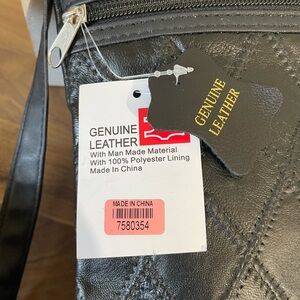 GENUINE
LEATHER
With Man Made Material
With 100% Polyester Lining
Made In China
MADE IN CHINA
7580354
GENUINE
LEATHER